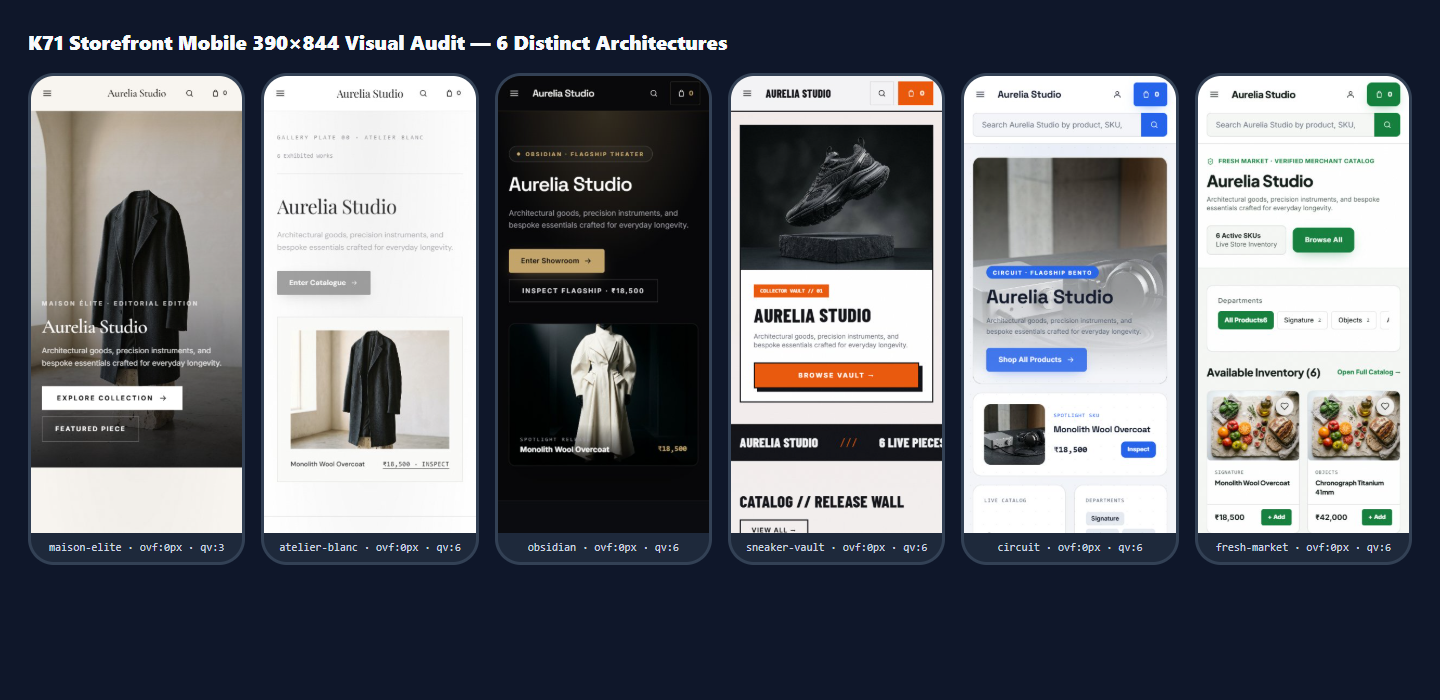 K71 Storefront Mobile 390×844 Visual Audit — 6 Distinct Architectures
Aurelia Studio
0
MAISON ÉLITE · EDITORIAL EDITION
Aurelia Studio
Architectural goods, precision instruments, and
bespoke essentials crafted for everyday longevity.
EXPLORE COLLECTION →
FEATURED PIECE
maison-elite · ovf:0px · qv:3
Aurelia Studio
0
GALLERY PLATE 00 · ATELIER BLANC
6 Exhibited works
Aurelia Studio
Architectural goods, precision instruments, and
bespoke essentials crafted for everyday longevity.
Enter Catalogue →
Monolith Wool Overcoat
₹18,500 · INSPECT
atelier-blanc · ovf:0px · qv:6
Aurelia Studio
0
OBSIDIAN · FLAGSHIP THEATER
Aurelia Studio
Architectural goods, precision instruments, and
bespoke essentials crafted for everyday longevity.
Enter Showroom →
INSPECT FLAGSHIP · ₹18,500
SPOTLIGHT
Monolith Wool Overcoat
₹18,500
obsidian · ovf:0px · qv:6
AURELIA STUDIO
0
COLLECTOR VAULT // 01
AURELIA STUDIO
Architectural goods, precision instruments, and
bespoke essentials crafted for everyday longevity.
BROWSE VAULT →
AURELIA STUDIO /// 6 LIVE PIECES
CATALOG // RELEASE WALL
VIEW ALL →
sneaker-vault · ovf:0px · qv:6
Aurelia Studio
0
Search Aurelia Studio by product, SKU,
CIRCUIT · FLAGSHIP BENTO
Aurelia Studio
Architectural goods, precision instruments, and
bespoke essentials crafted for everyday longevity.
Shop All Products →
SPOTLIGHT SKU
Monolith Wool Overcoat
₹18,500
Inspect
LIVE CATALOG
DEPARTMENTS
Signature
circuit · ovf:0px · qv:6
Aurelia Studio
0
Search Aurelia Studio by product, SKU,
FRESH MARKET · VERIFIED MERCHANT CATALOG
Aurelia Studio
Architectural goods, precision instruments, and bespoke
essentials crafted for everyday longevity.
6 Active SKUs
Live Store Inventory
Browse All
Departments
All Products6
Signature 2
Objects 2
Available Inventory (6)
Open Full Catalog →
SIGNATURE
Monolith Wool Overcoat
₹18,500
+ Add
OBJECTS
Chronograph Titanium
41mm
₹42,000
+ Add
fresh-market · ovf:0px · qv:6